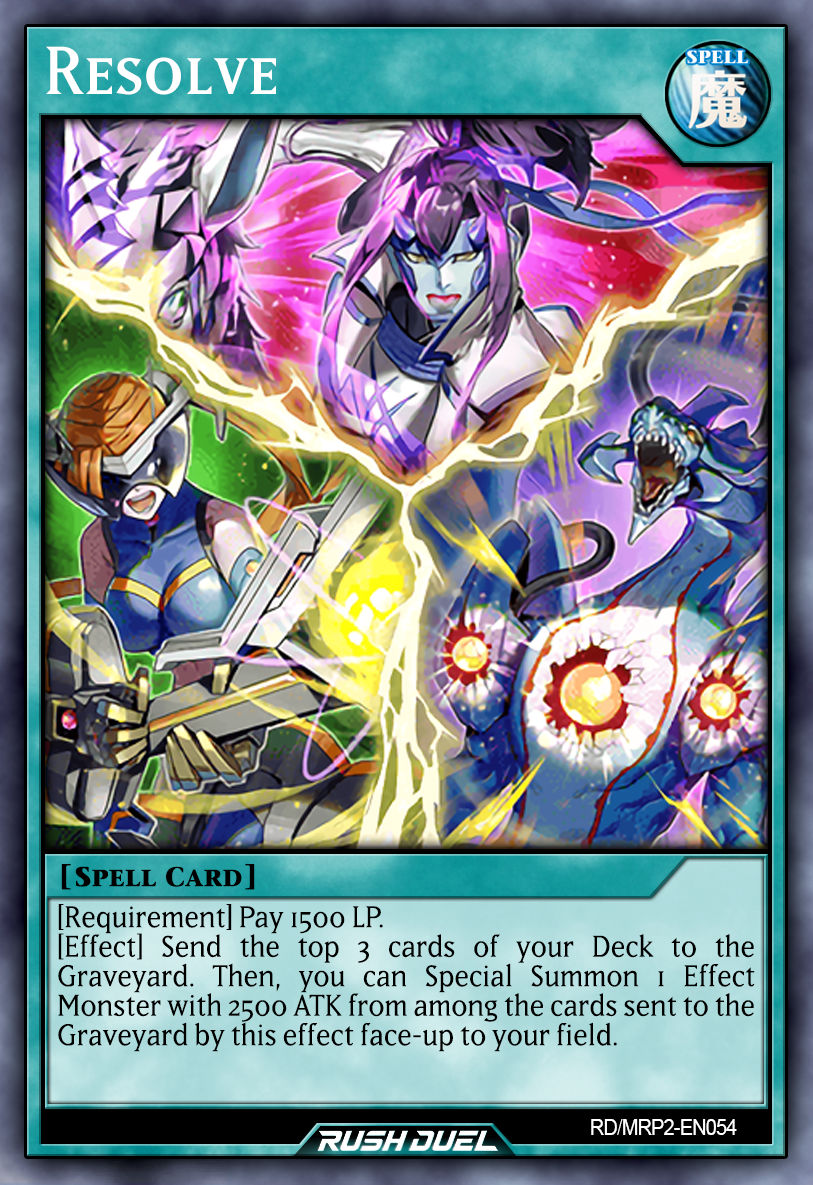 Resolve
SPELL
魔
[Spell Card]
[Requirement] Pay 1500 LP.
[Effect] Send the top 3 cards of your Deck to the
Graveyard. Then, you can Special Summon 1 Effect
Monster with 2500 ATK from among the cards sent to the
Graveyard by this effect face-up to your field.
RD/MRP2-EN054
RUSH DUEL